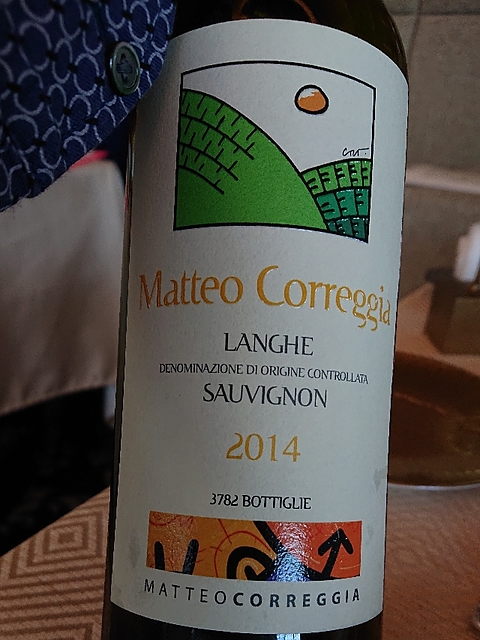 Matteo Correggia
LANGHE
DENOMINAZIONE DI ORIGINE CONTROLLATA
SAUVIGNON
2014
3782 BOTTIGLIE
MATTEOCORREGGIA